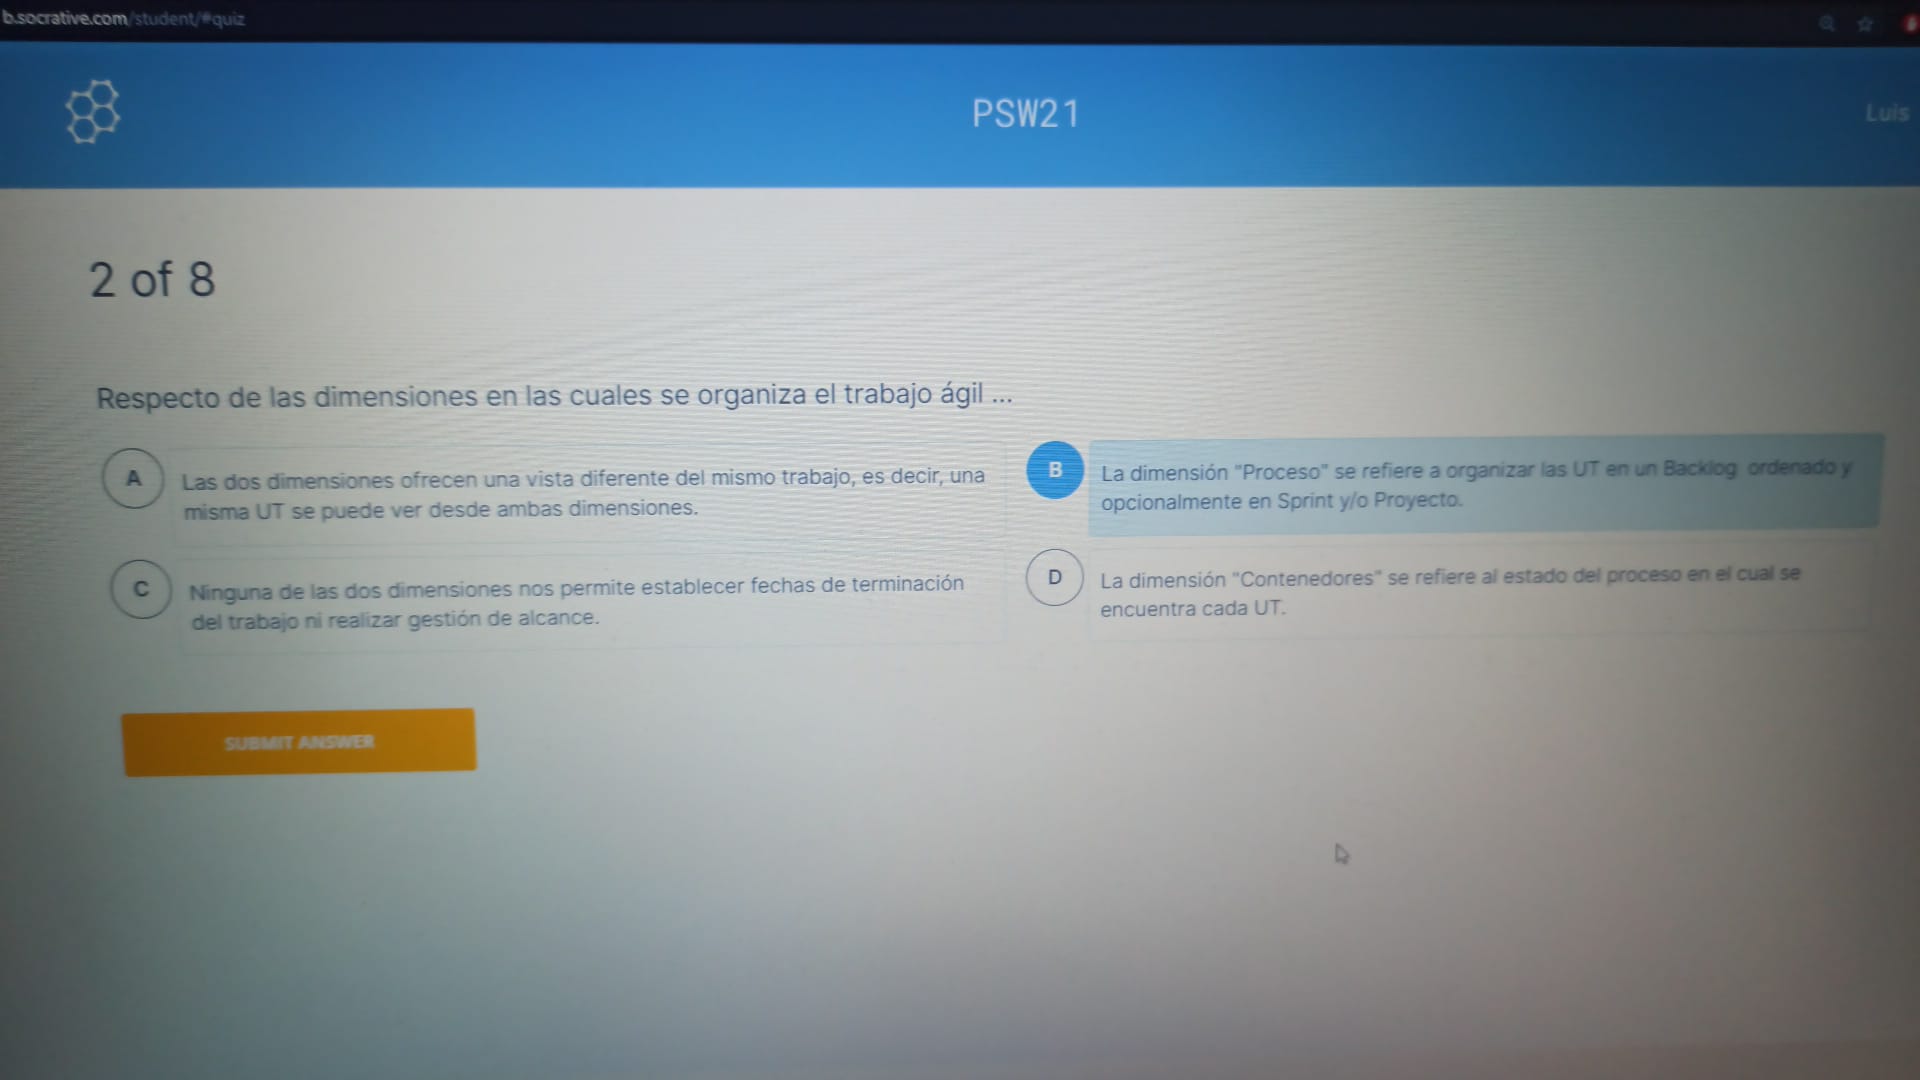 b.socrative.com/student/#quiz
PSW21
Luis
2 of 8
Respecto de las dimensiones en las cuales se organiza el trabajo ágil ...
A
Las dos dimensiones ofrecen una vista diferente del mismo trabajo, es decir, una
misma UT se puede ver desde ambas dimensiones.
B
La dimensión "Proceso" se refiere a organizar las UT en un Backlog ordenado y
opcionalmente en Sprint y/o Proyecto.
C
Ninguna de las dos dimensiones nos permite establecer fechas de terminación
del trabajo ni realizar gestión de alcance.
D
La dimensión "Contenedores" se refiere al estado del proceso en el cual se
encuentra cada UT.
SUBMIT ANSWER